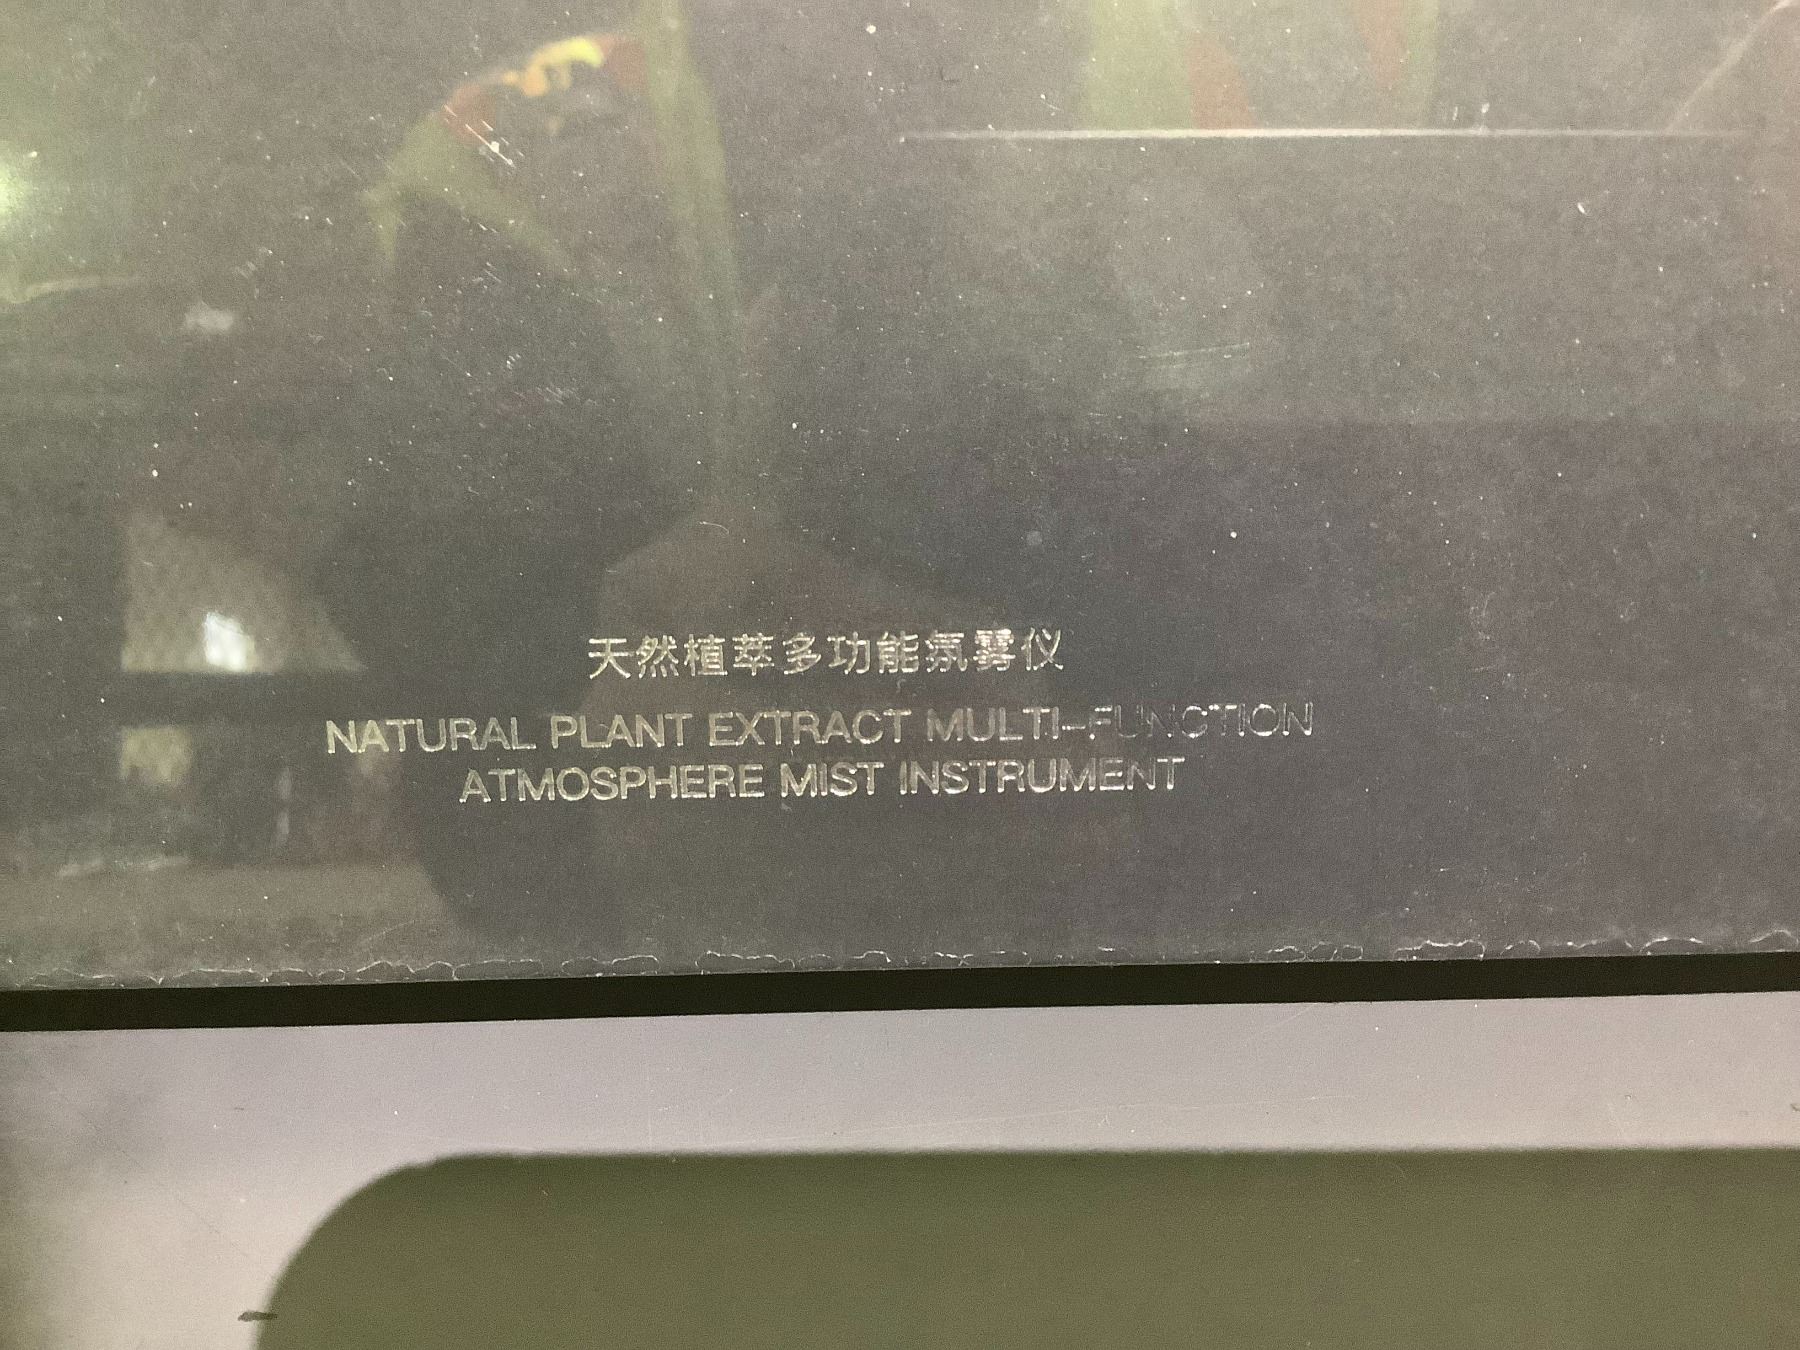 天然植萃多功能氛雾仪
NATURAL PLANT EXTRACT MULTI-FUNCTION
ATMOSPHERE MIST INSTRUMENT